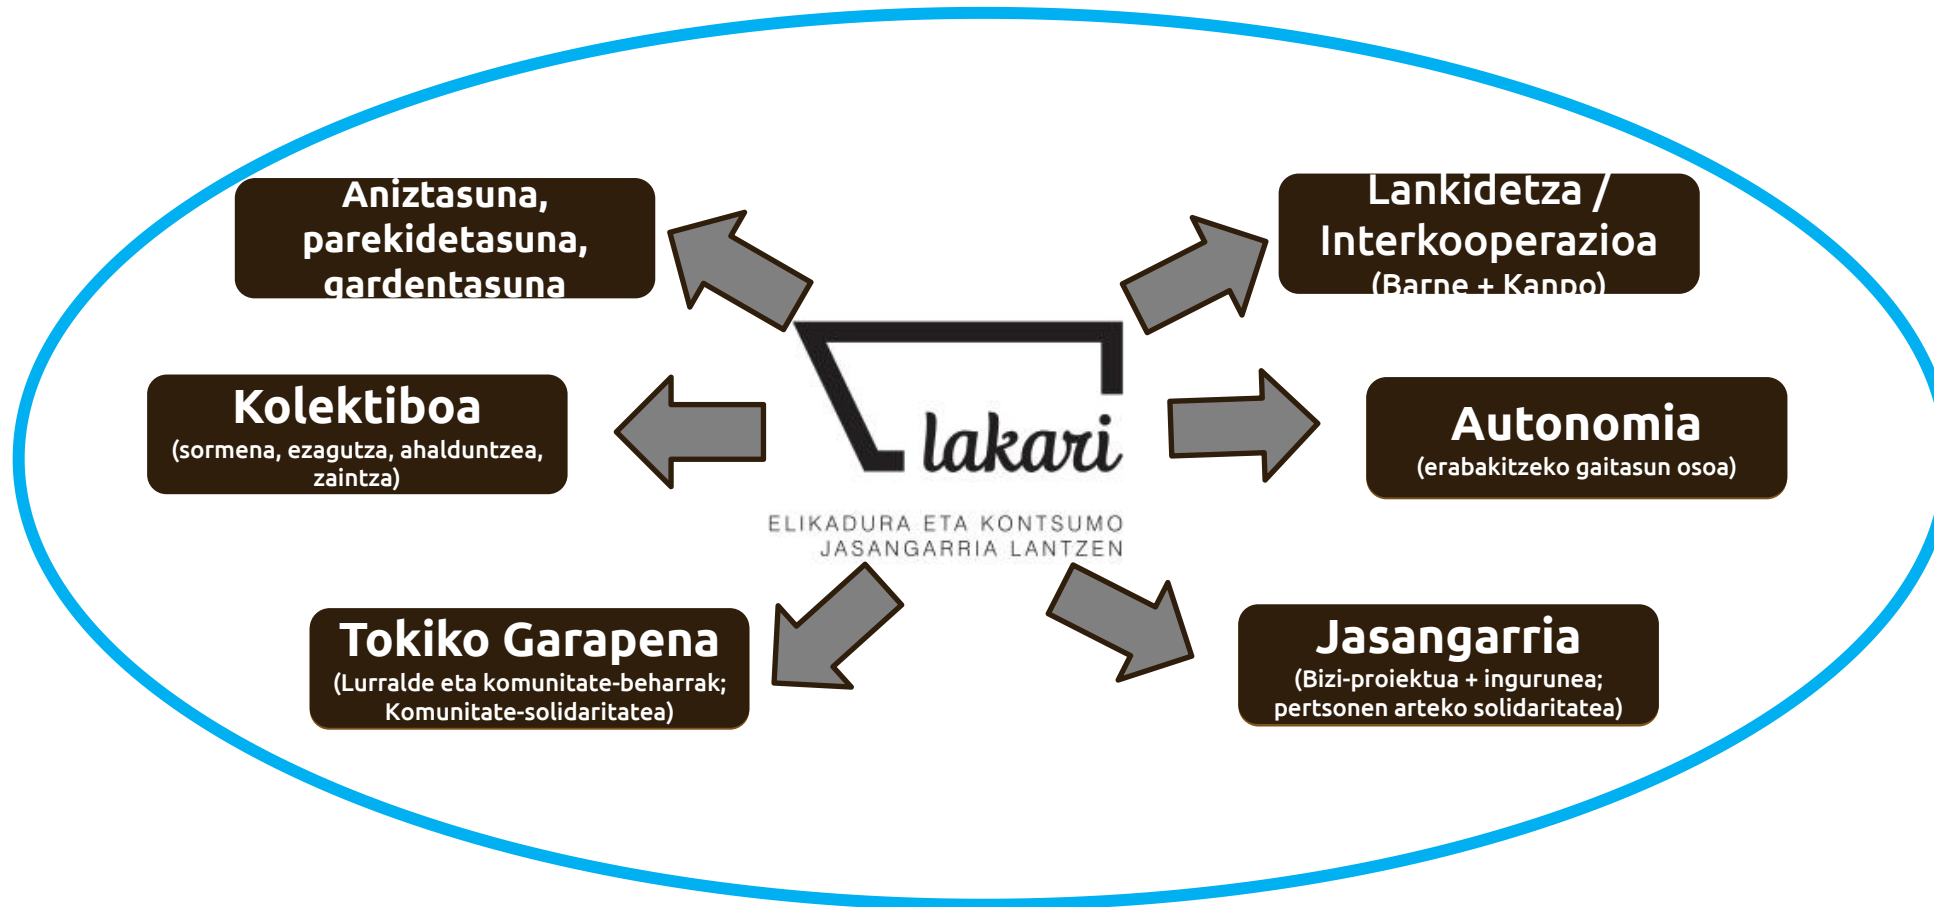 Aniztasuna,
parekidetasuna,
gardentasuna
Lankidetza /
Interkooperazioa
(Barne + Kanpo)
Kolektiboa
(sormena, ezagutza, ahalduntzea,
zaintza)
lakari
ELIKADURA ETA KONTSUMO
JASANGARRIA LANTZEN
Autonomia
(erabakitzeko gaitasun osoa)
Tokiko Garapena
(Lurralde eta komunitate-beharrak;
Komunitate-solidaritatea)
Jasangarria
(Bizi-proiektua + ingurunea;
pertsonen arteko solidaritatea)